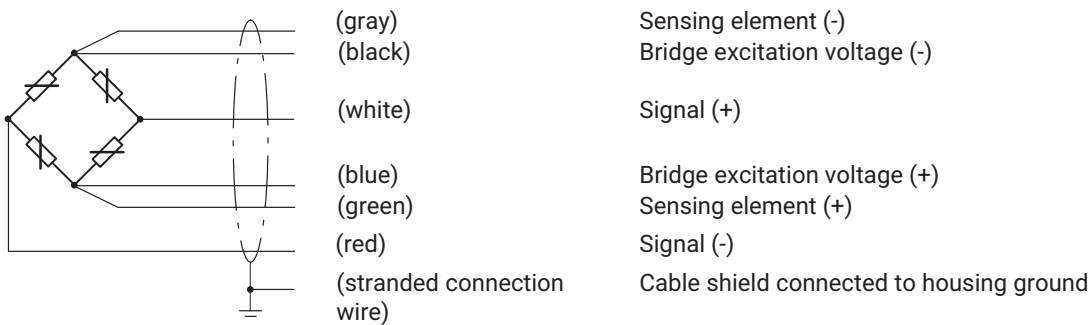 (gray) Sensing element (-)
(black) Bridge excitation voltage (-)
(white) Signal (+)
(blue) Bridge excitation voltage (+)
(green) Sensing element (+)
(red) Signal (-)
(stranded connection Cable shield connected to housing ground
wire)